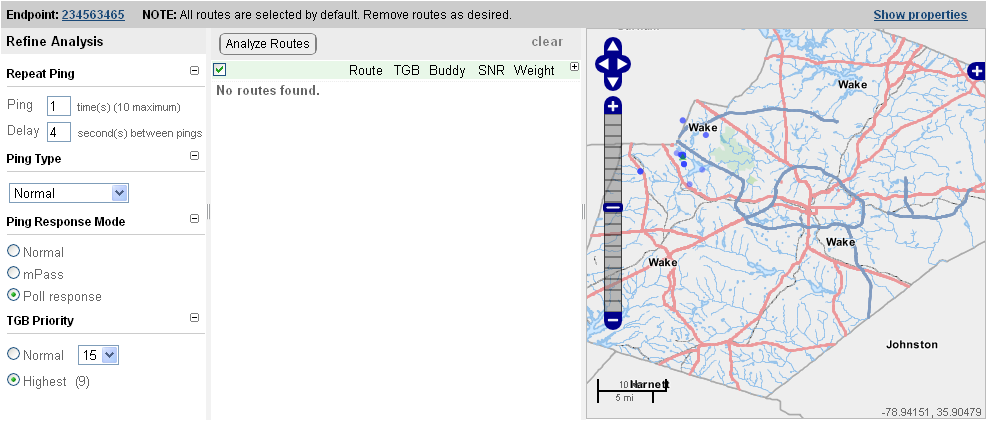 Endpoint: 234563465 NOTE: All routes are selected by default. Remove routes as desired. Show properties
Refine Analysis
Repeat Ping
Ping 1 time(s) (10 maximum)
Delay 4 second(s) between pings
Ping Type
Normal
Ping Response Mode
Normal
mPass
Poll response
TGB Priority
Normal 15
Highest (9)
Analyze Routes clear
Route TGB Buddy SNR Weight
No routes found.
Wake
Wake
Wake
Wake
Johnston
Harnett
10
5 mi
-78.94151, 35.90479